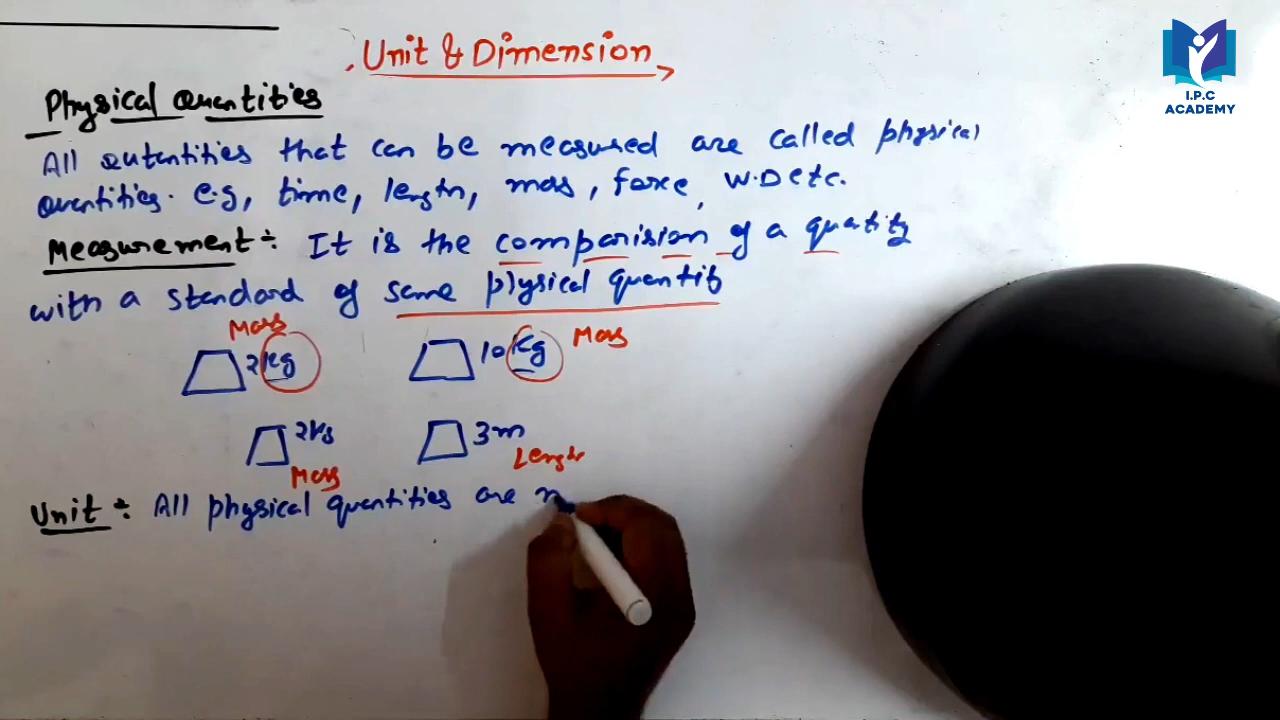 Unit & Dimension
I.P.C
ACADEMY
Physical Quantities
All qutantities that can be measured are called physical
quantities. e.g, time, length, mass, force, W.D etc.
Measurement ÷ It is the comparision of a quantity
with a standard of same physical quantity
Mass
2kg
10kg Mass
2kg
3m
Mass
Length
Unit ÷ All physical quantities are m